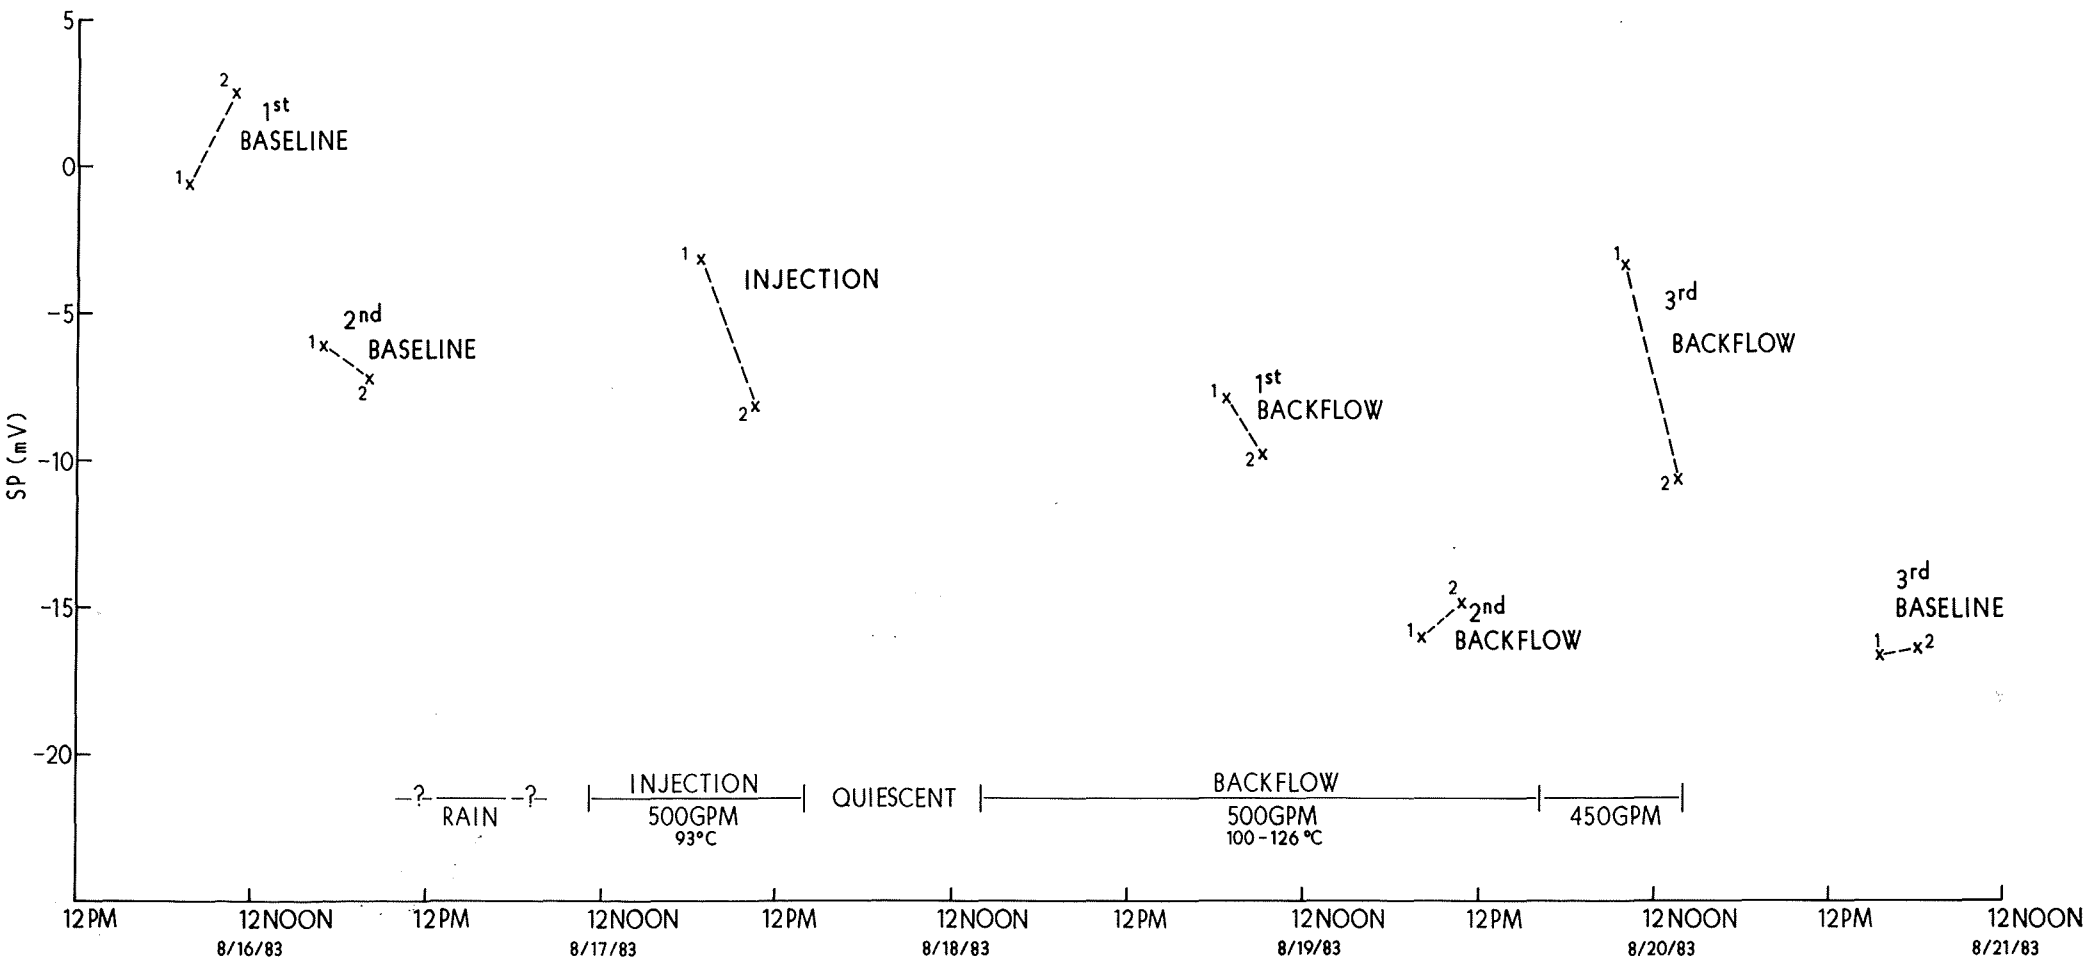 5
2
1st
BASELINE
0
1
1
INJECTION
1
3rd
BACKFLOW
-5
2nd
BASELINE
1
2
1
1st
BACKFLOW
2
2
SP (mV)
-10
2
-15
2
2nd
BACKFLOW
1
3rd
BASELINE
1
2
-20
-?- -?-
RAIN
INJECTION
500GPM
93°C
QUIESCENT
BACKFLOW
500GPM
100-126 °C
450GPM
12PM 12NOON 12PM 12NOON 12PM 12NOON 12PM 12NOON 12PM 12NOON 12PM 12NOON
8/16/83 8/17/83 8/18/83 8/19/83 8/20/83 8/21/83